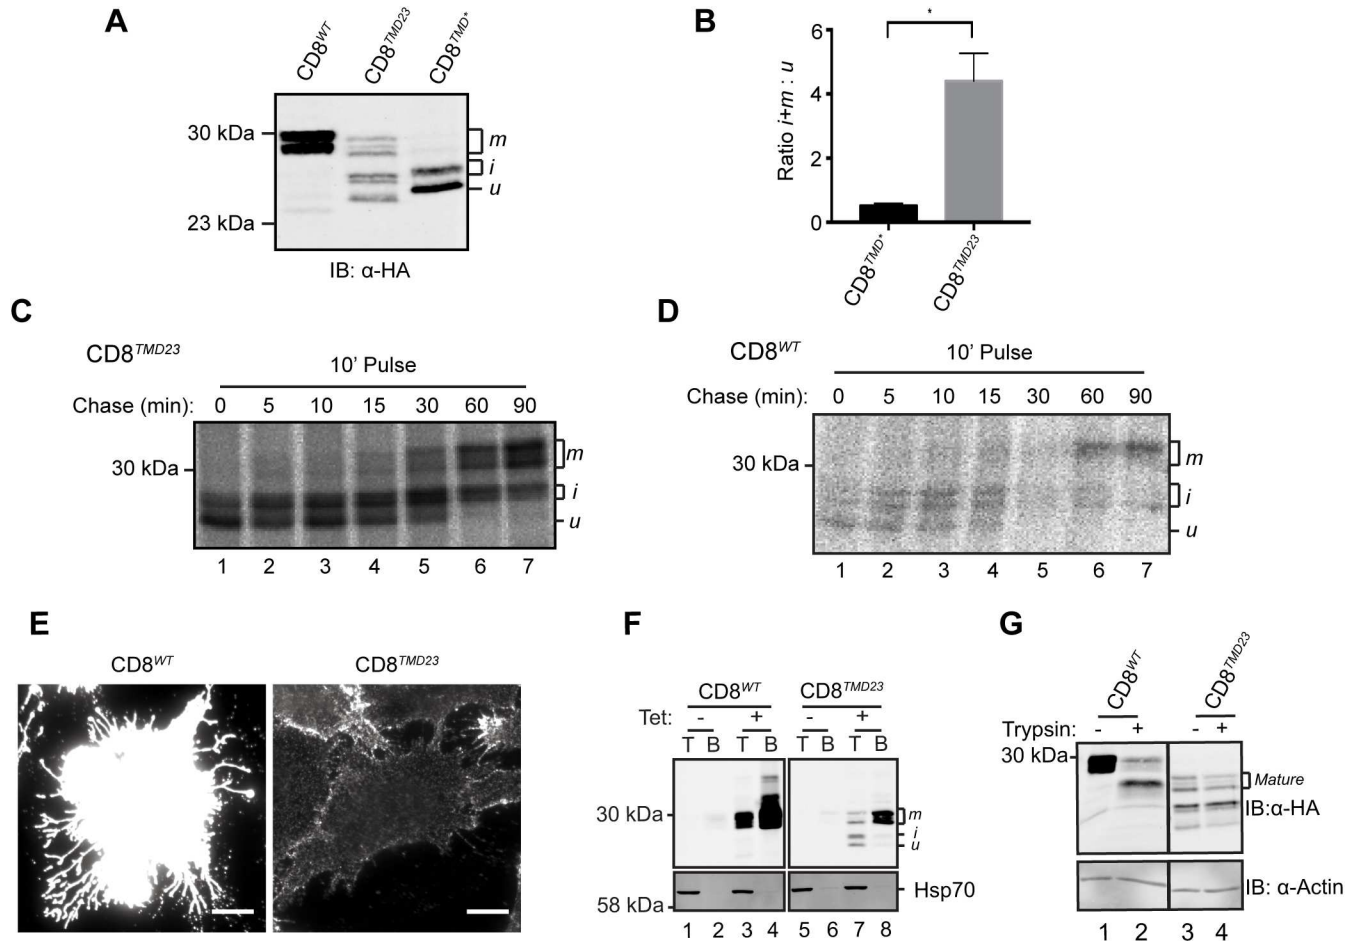 A
CD8WT
CD8TMD23
CD8TMD*
30 kDa
23 kDa
m
i
u
IB: α-HA
B
*
Ratio i+m : u
6
4
2
0
CD8TMD*
CD8TMD23
C
CD8TMD23
10’ Pulse
Chase (min): 0 5 10 15 30 60 90
30 kDa
m
i
u
1 2 3 4 5 6 7
D
CD8WT
10’ Pulse
Chase (min): 0 5 10 15 30 60 90
30 kDa
m
i
u
1 2 3 4 5 6 7
E
CD8WT
CD8TMD23
F
CD8WT CD8TMD23
Tet: - + - +
T B T B T B T B
30 kDa
m
i
u
Hsp70
58 kDa
1 2 3 4 5 6 7 8
G
CD8WT
CD8TMD23
Trypsin: - + - +
30 kDa
Mature
IB:α-HA
IB: α-Actin
1 2 3 4